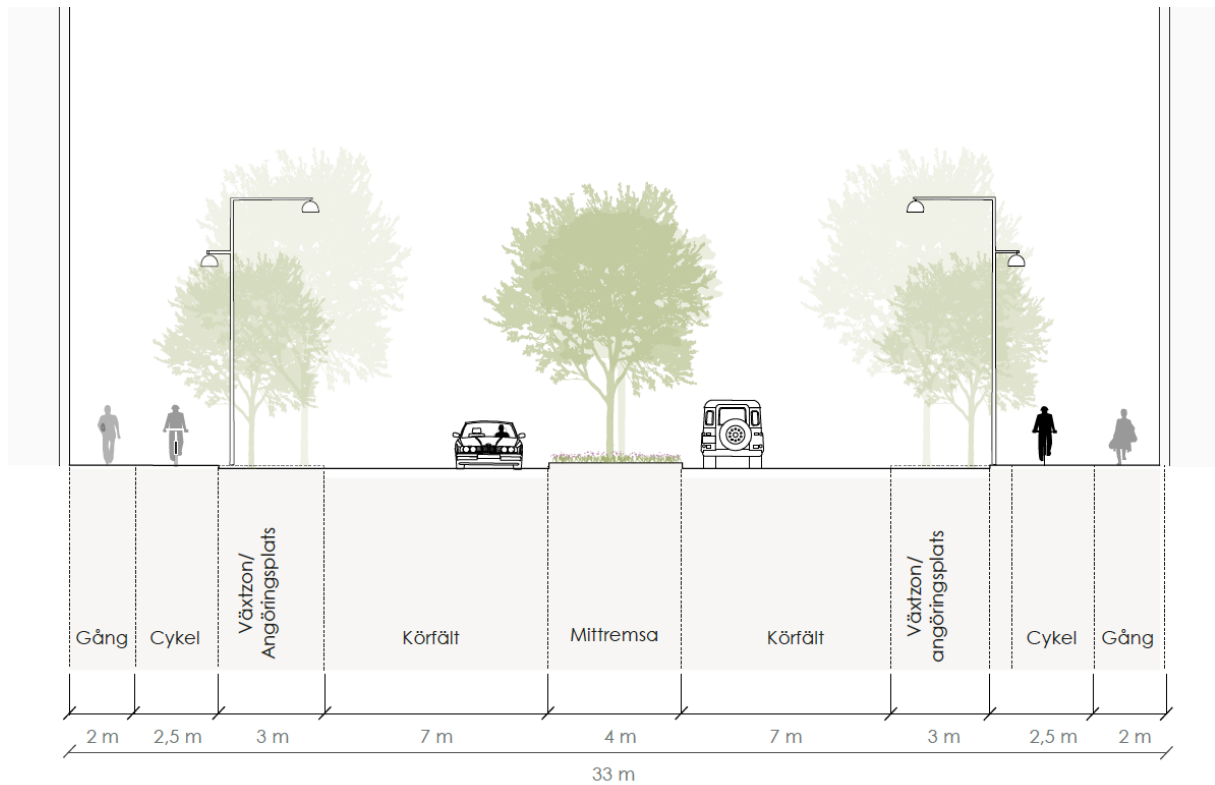 Gång
Cykel
Växtzon/
Angöringsplats
Körfält
Mittremsa
Körfält
Växtzon/
angöringsplats
Cykel
Gång
2 m
2,5 m
3 m
7 m
4 m
7 m
3 m
2,5 m
2 m
33 m